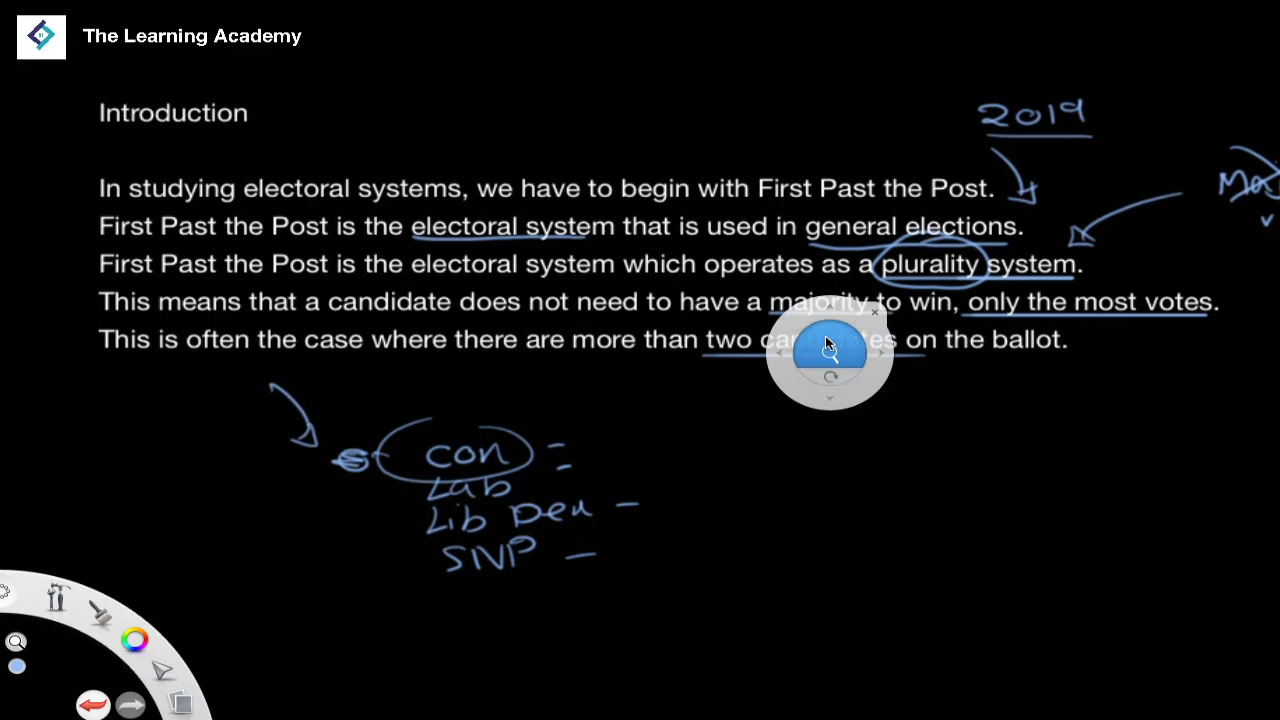 The Learning Academy
Introduction
2019
In studying electoral systems, we have to begin with First Past the Post.
First Past the Post is the electoral system that is used in general elections.
First Past the Post is the electoral system which operates as a plurality system.
This means that a candidate does not need to have a majority to win, only the most votes.
This is often the case where there are more than two candidates on the ballot.
con =
Lab
Lib Dem –
SNP –